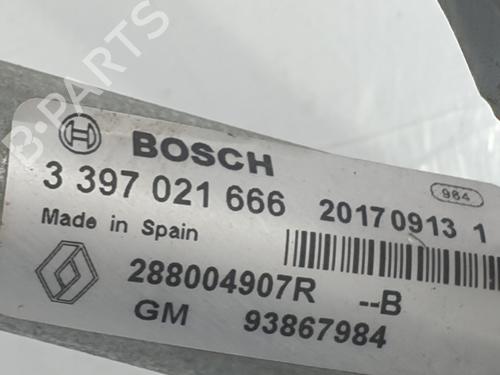 B-PARTS
BOSCH
3 397 021 666
984
20170913 1
Made in Spain
288004907R --B
GM 93867984